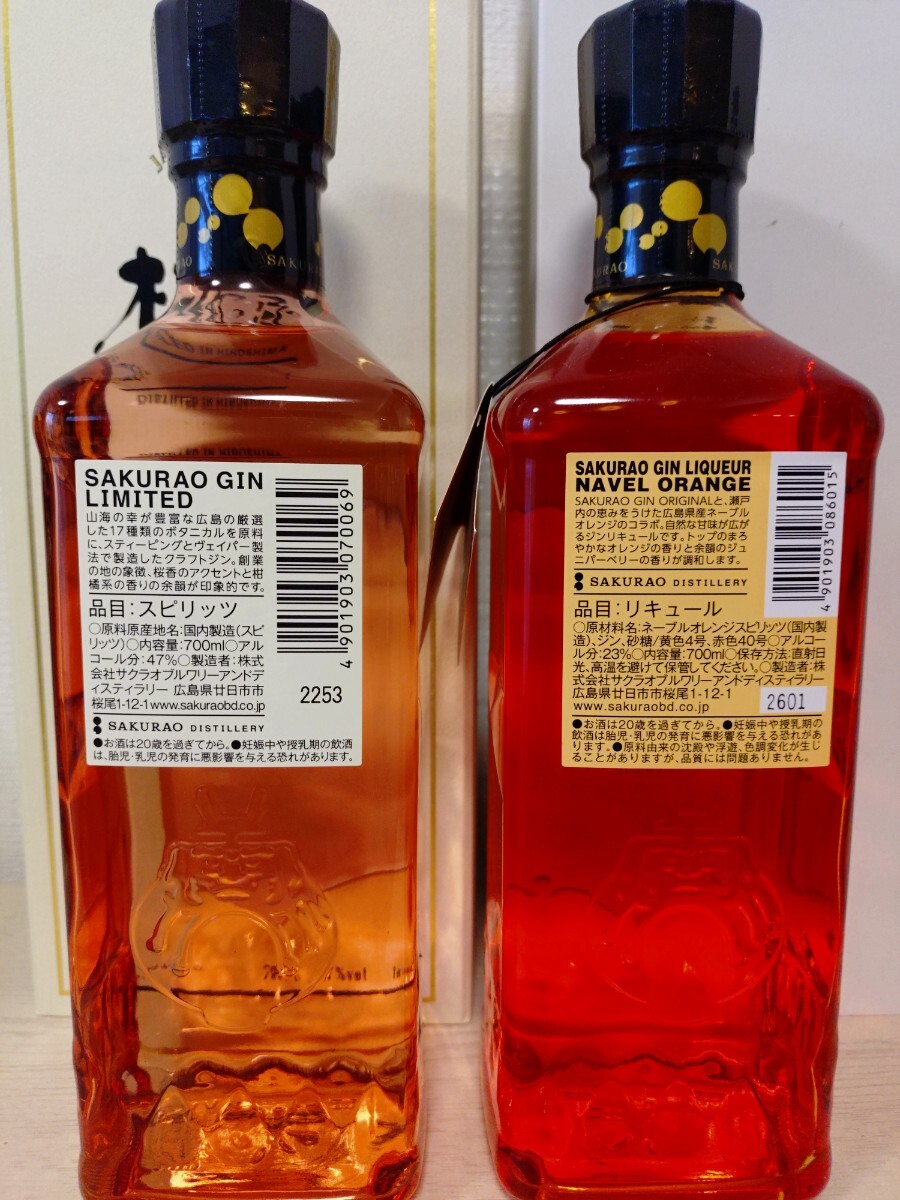 SAKURAO
SAKU
SAKURAO GIN
LIMITED
山海の幸が豊富な広島の厳選
した17種類のボタニカルを原料
に、スティーピングとヴェイパー製
法で製造したクラフトジン。創業
の地の象徴、桜香のアクセントと柑
橘系の香りの余韻が印象的です。
品目:スピリッツ
○原料原産地名:国内製造(スピ
リッツ)○内容量:700ml○アル
コール分:47%○製造者:株式
会社サクラオブルワリーアンドデ
ィスティラリー 広島県廿日市市
桜尾1-12-1 www.sakuraobd.co.jp
SAKURAO DISTILLERY
●お酒は20歳を過ぎてから。●妊娠中や授乳期の飲酒
は、胎児・乳児の発育に悪影響を与える恐れがあります。
4 901903 070069
2253
SAKURAO GIN LIQUEUR
NAVEL ORANGE
SAKURAO GIN ORIGINALと、瀬戸
内の恵みをうけた広島県産ネーブル
オレンジのコラボ。自然な甘味が広が
るジンリキュールです。トップのまろ
やかなオレンジの香りと余韻のジュ
ニパーベリーの香りが調和します。
SAKURAO DISTILLERY
品目:リキュール
○原材料名:ネーブルオレンジスピリッツ(国内製
造)、ジン、砂糖/黄色4号、赤色40号○アルコー
ル分:23%○内容量:700ml○保存方法:直射日
光、高温を避けて保管してください。○製造者:株
式会社サクラオブルワリーアンドディスティラリー
広島県廿日市市桜尾1-12-1
www.sakuraobd.co.jp
2601
●お酒は20歳を過ぎてから。●妊娠中や授乳期の
飲酒は胎児・乳児の発育に悪影響を与える恐れがあ
ります。●原料由来の沈殿や浮遊、色調変化が生じ
ることがありますが、品質には問題ありません。
4 901903 086015